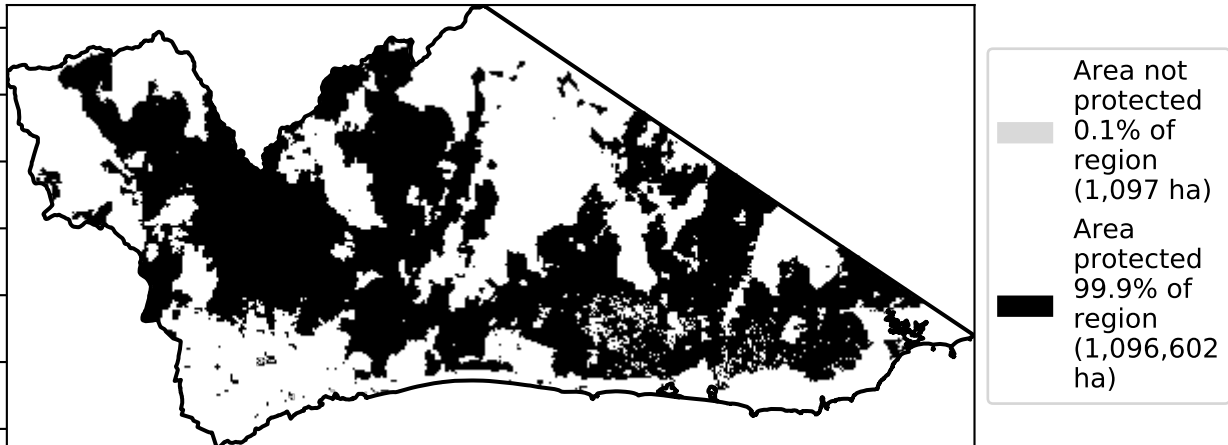 Area not
protected
0.1% of
region
(1,097 ha)
Area
protected
99.9% of
region
(1,096,602
ha)